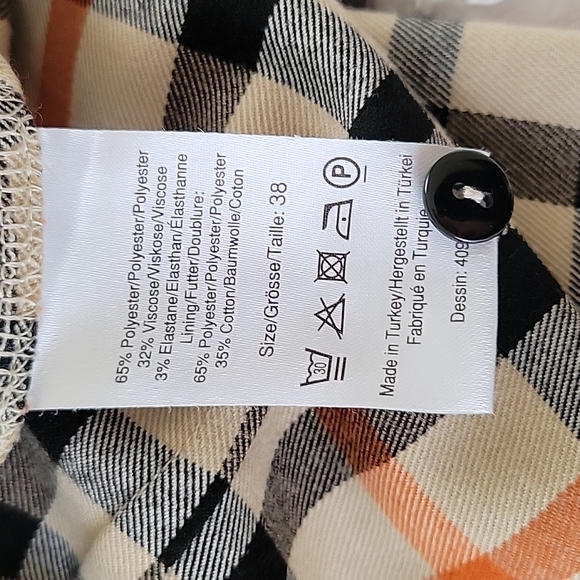 65% Polyester/Polyester/Polyester
32% Viscose/Viskose/Viscose
3% Elastane/Elasthan/Élasthanne
Lining/Futter/Doublure:
65% Polyester/Polyester/Polyester
35% Cotton/Baumwolle/Coton
Size/Grösse/Taille: 38
30
P
Made in Turkey/Hergestellt in Türkei
Fabriqué en Turquie
Dessin: 409